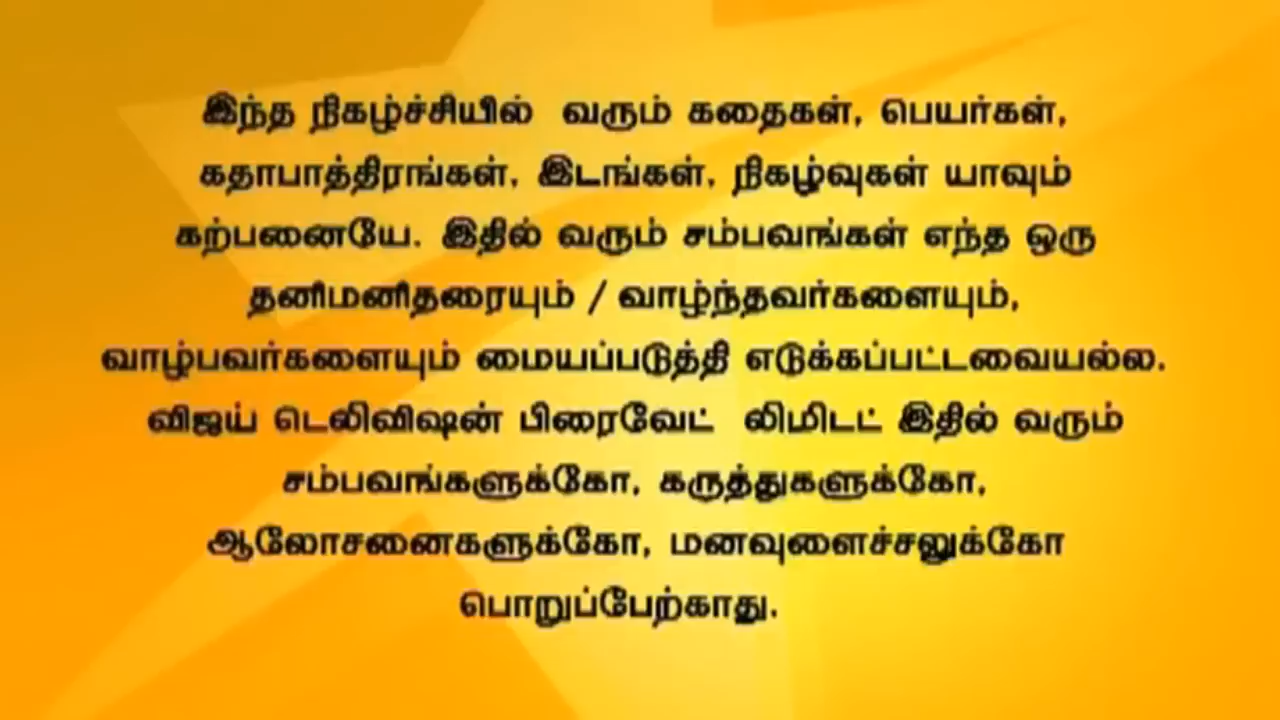 இந்த நிகழ்ச்சியில் வரும் கதைகள், பெயர்கள்,
கதாபாத்திரங்கள், இடங்கள், நிகழ்வுகள் யாவும்
கற்பனையே. இதில் வரும் சம்பவங்கள் எந்த ஒரு
தனிமனிதரையும் / வாழ்ந்தவர்களையும்,
வாழ்பவர்களையும் மையப்படுத்தி எடுக்கப்பட்டவையல்ல.
விஜய் டெலிவிஷன் பிரைவேட் லிமிடட் இதில் வரும்
சம்பவங்களுக்கோ, கருத்துகளுக்கோ,
ஆலோசனைகளுக்கோ, மனவுளைச்சலுக்கோ
பொறுப்பேற்காது.